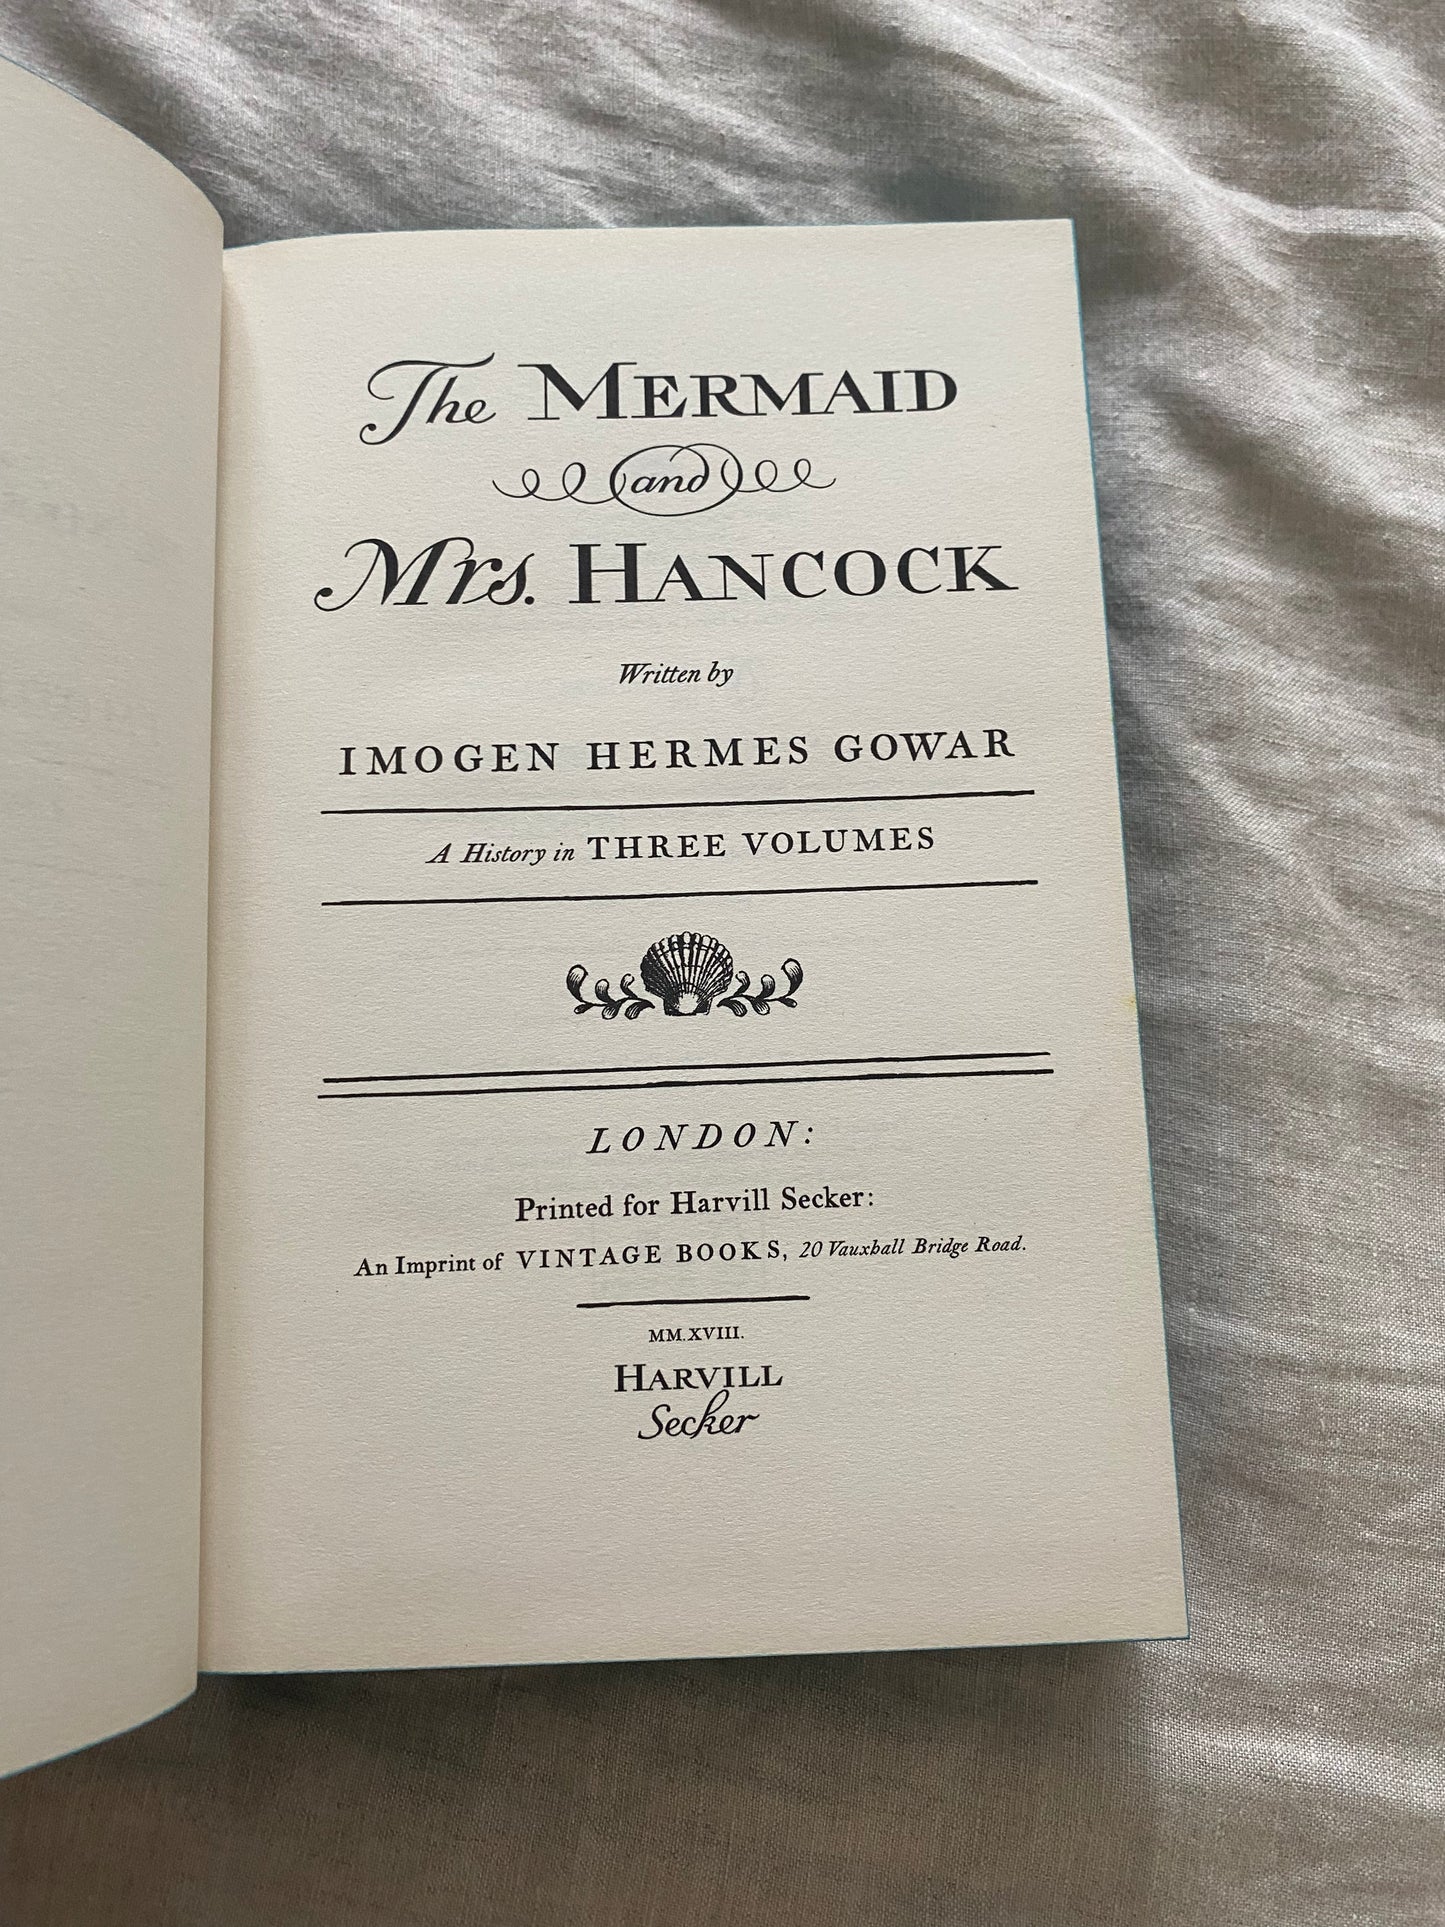 The MERMAID
and
Mrs. HANCOCK
Written by
IMOGEN HERMES GOWAR
A History in THREE VOLUMES
LONDON:
Printed for Harvill Secker:
An Imprint of VINTAGE BOOKS, 20 Vauxhall Bridge Road.
MM.XVIII.
HARVILL
Secker